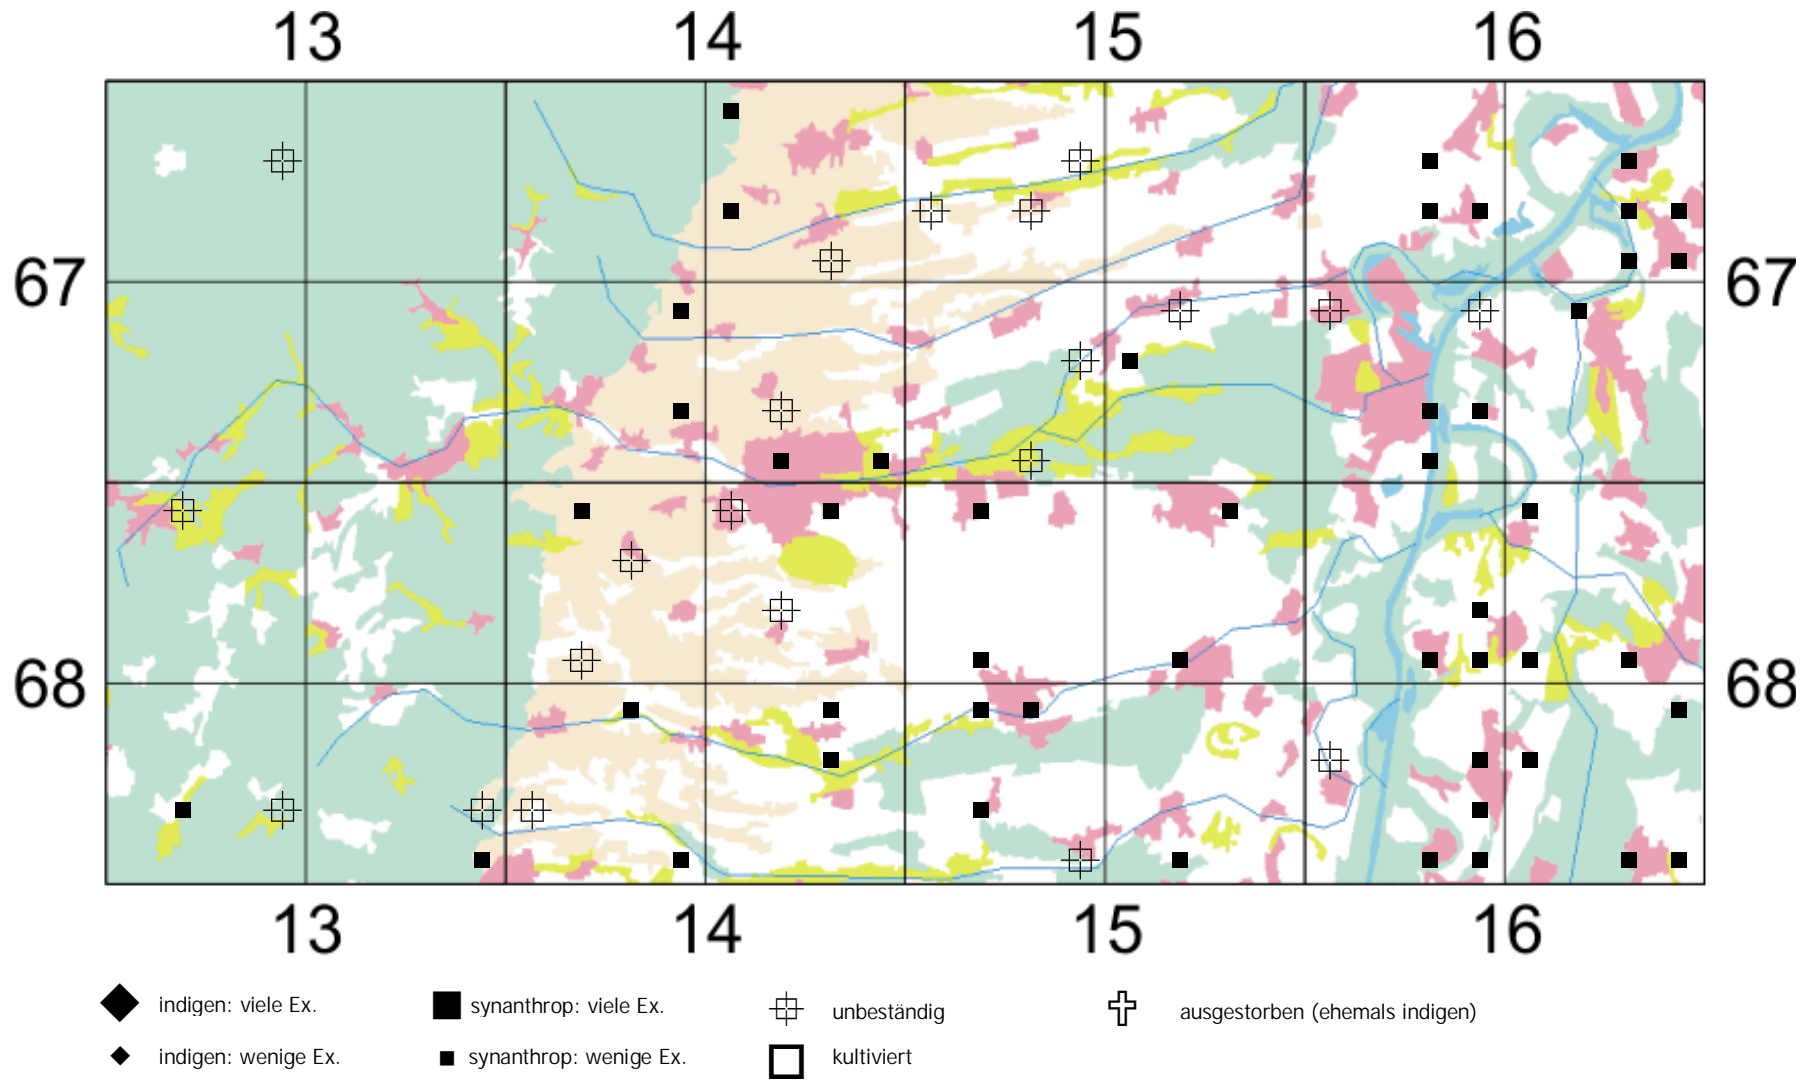 13 14 15 16
67 67
68 68
13 14 15 16
indigen: viele Ex. synanthrop: viele Ex. unbeständig ausgestorben (ehemals indigen)
indigen: wenige Ex. synanthrop: wenige Ex. kultiviert